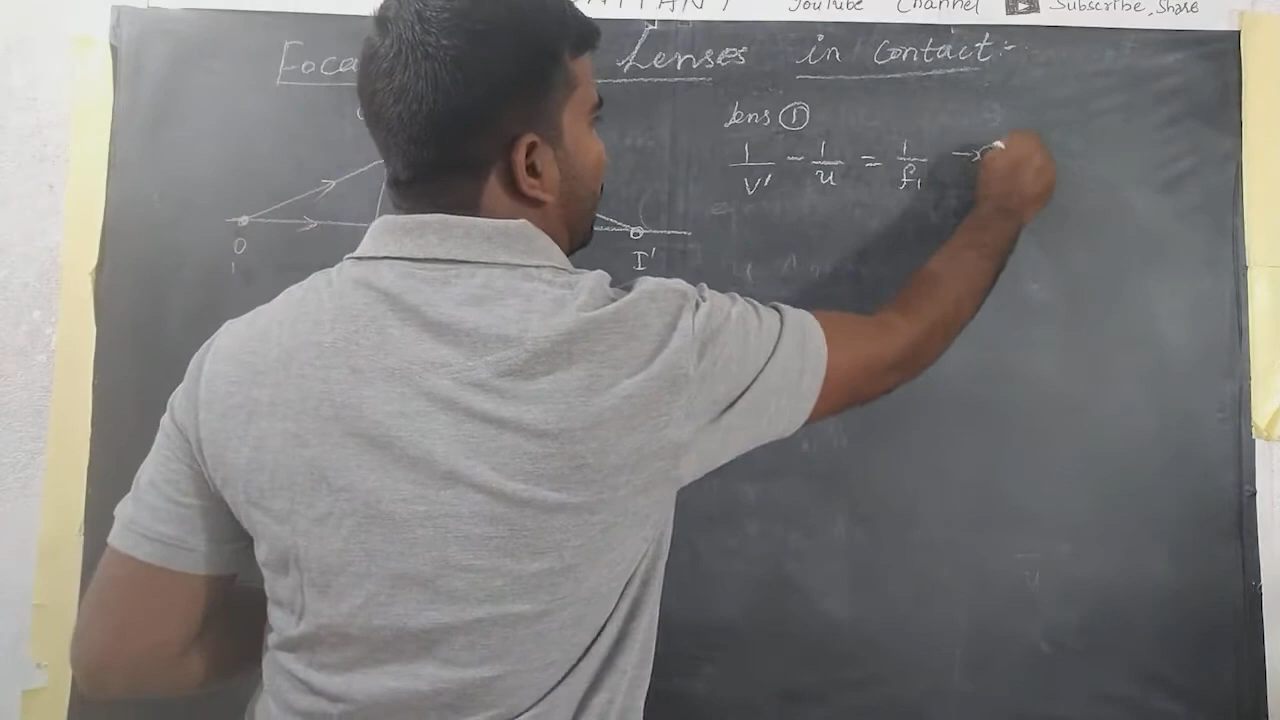 YouTube Channel Subscribe, Share
Lenses in Contact:-
lens ①
1/V' - 1/u = 1/f₁ →
O
I'